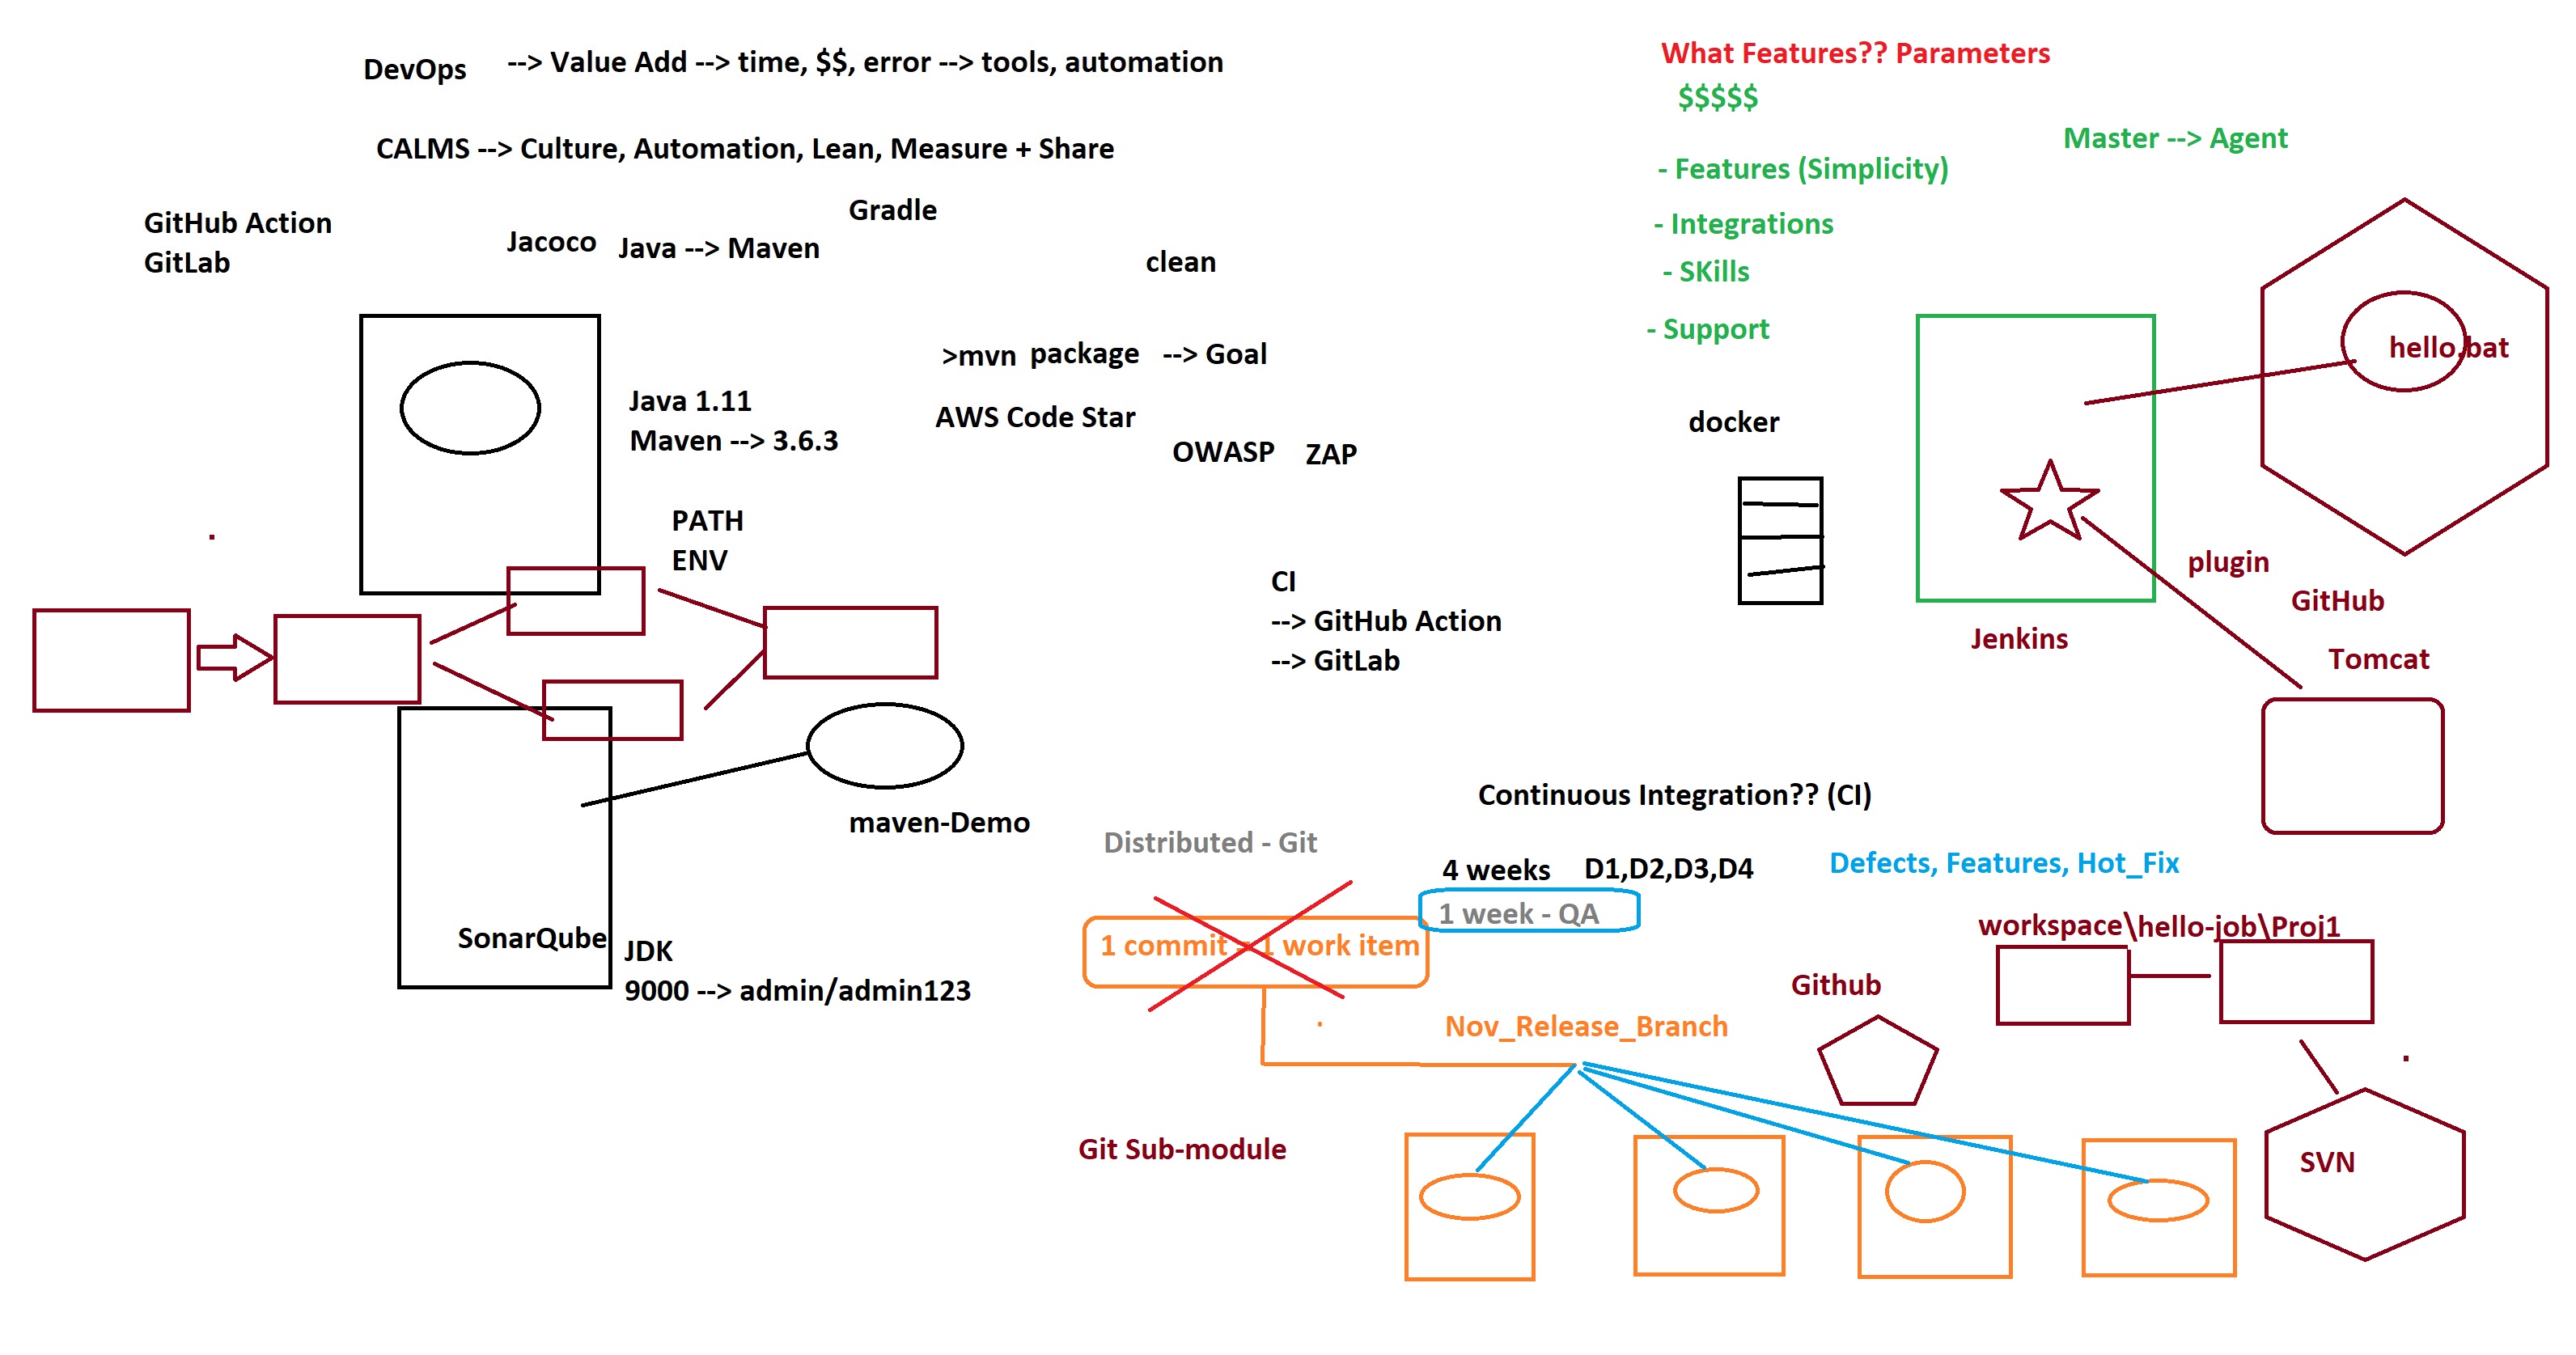 DevOps --> Value Add --> time, $$, error --> tools, automation
CALMS --> Culture, Automation, Lean, Measure + Share
GitHub Action
GitLab
Jacoco
Java --> Maven
Gradle
clean
>mvn package --> Goal
Java 1.11
Maven --> 3.6.3
AWS Code Star
OWASP ZAP
PATH
ENV
CI
--> GitHub Action
--> GitLab
maven-Demo
SonarQube
JDK
9000 --> admin/admin123
What Features?? Parameters
$$$$$
- Features (Simplicity)
- Integrations
- SKills
- Support
Master --> Agent
hello.bat
docker
plugin
GitHub
Jenkins
Tomcat
Continuous Integration?? (CI)
Distributed - Git
4 weeks D1,D2,D3,D4
Defects, Features, Hot_Fix
1 week - QA
1 commit = 1 work item
workspace\hello-job\Proj1
Github
Nov_Release_Branch
Git Sub-module
SVN